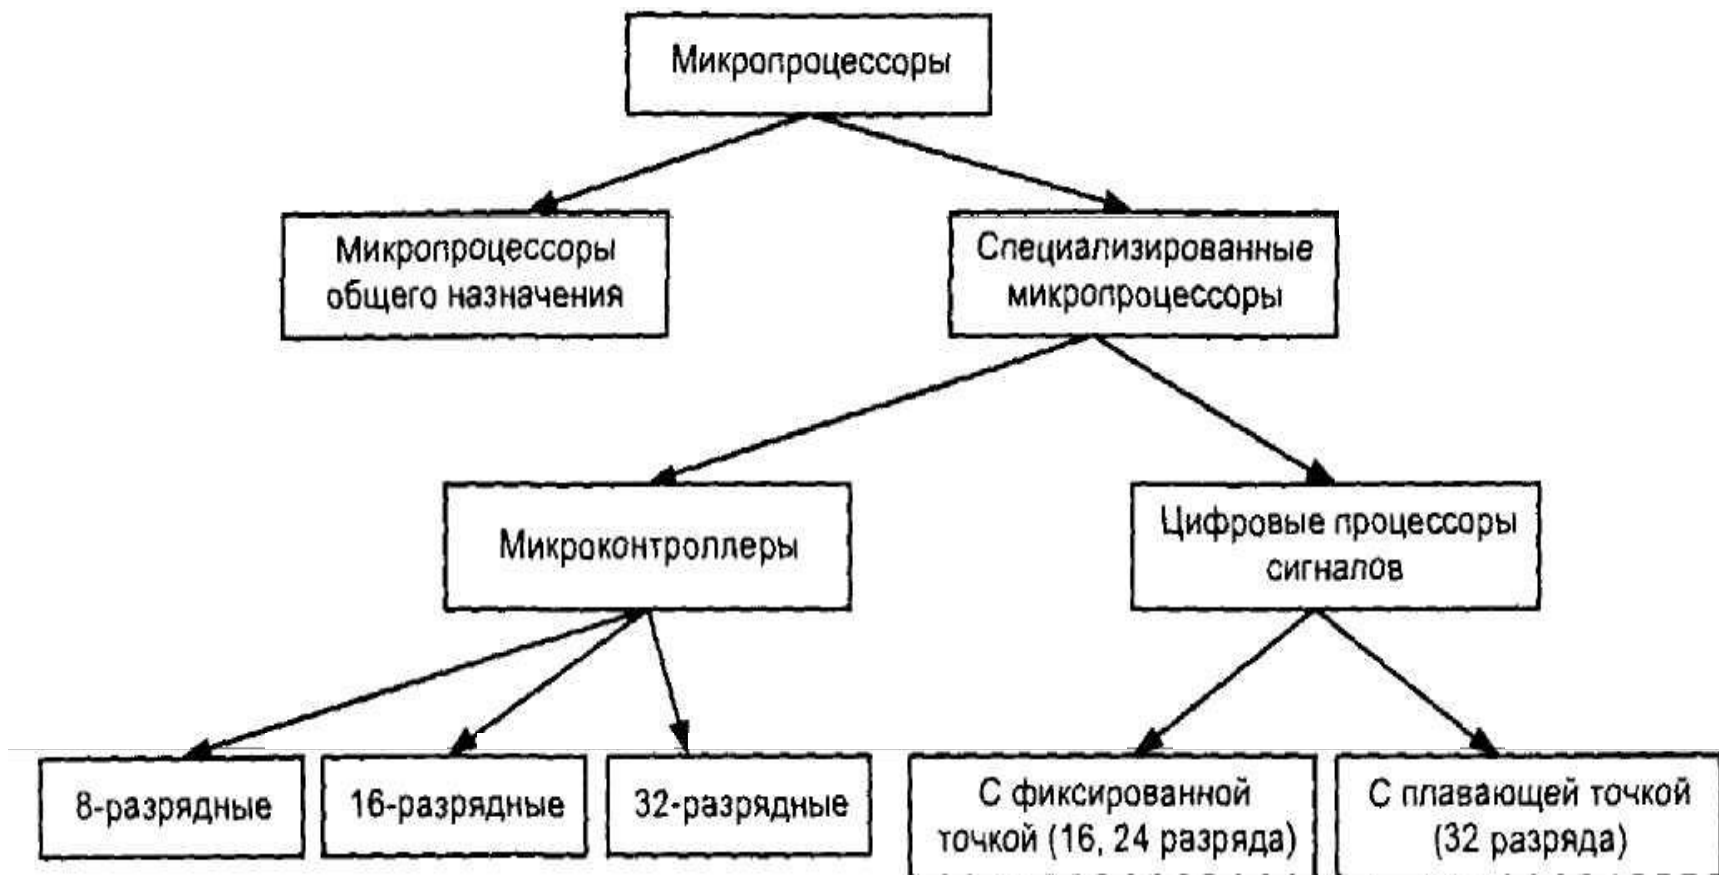 Микропроцессоры
Микропроцессоры
общего назначения
Специализированные
микропроцессоры
Микроконтроллеры
Цифровые процессоры
сигналов
8-разрядные
16-разрядные
32-разрядные
С фиксированной
точкой (16, 24 разряда)
С плавающей точкой
(32 разряда)